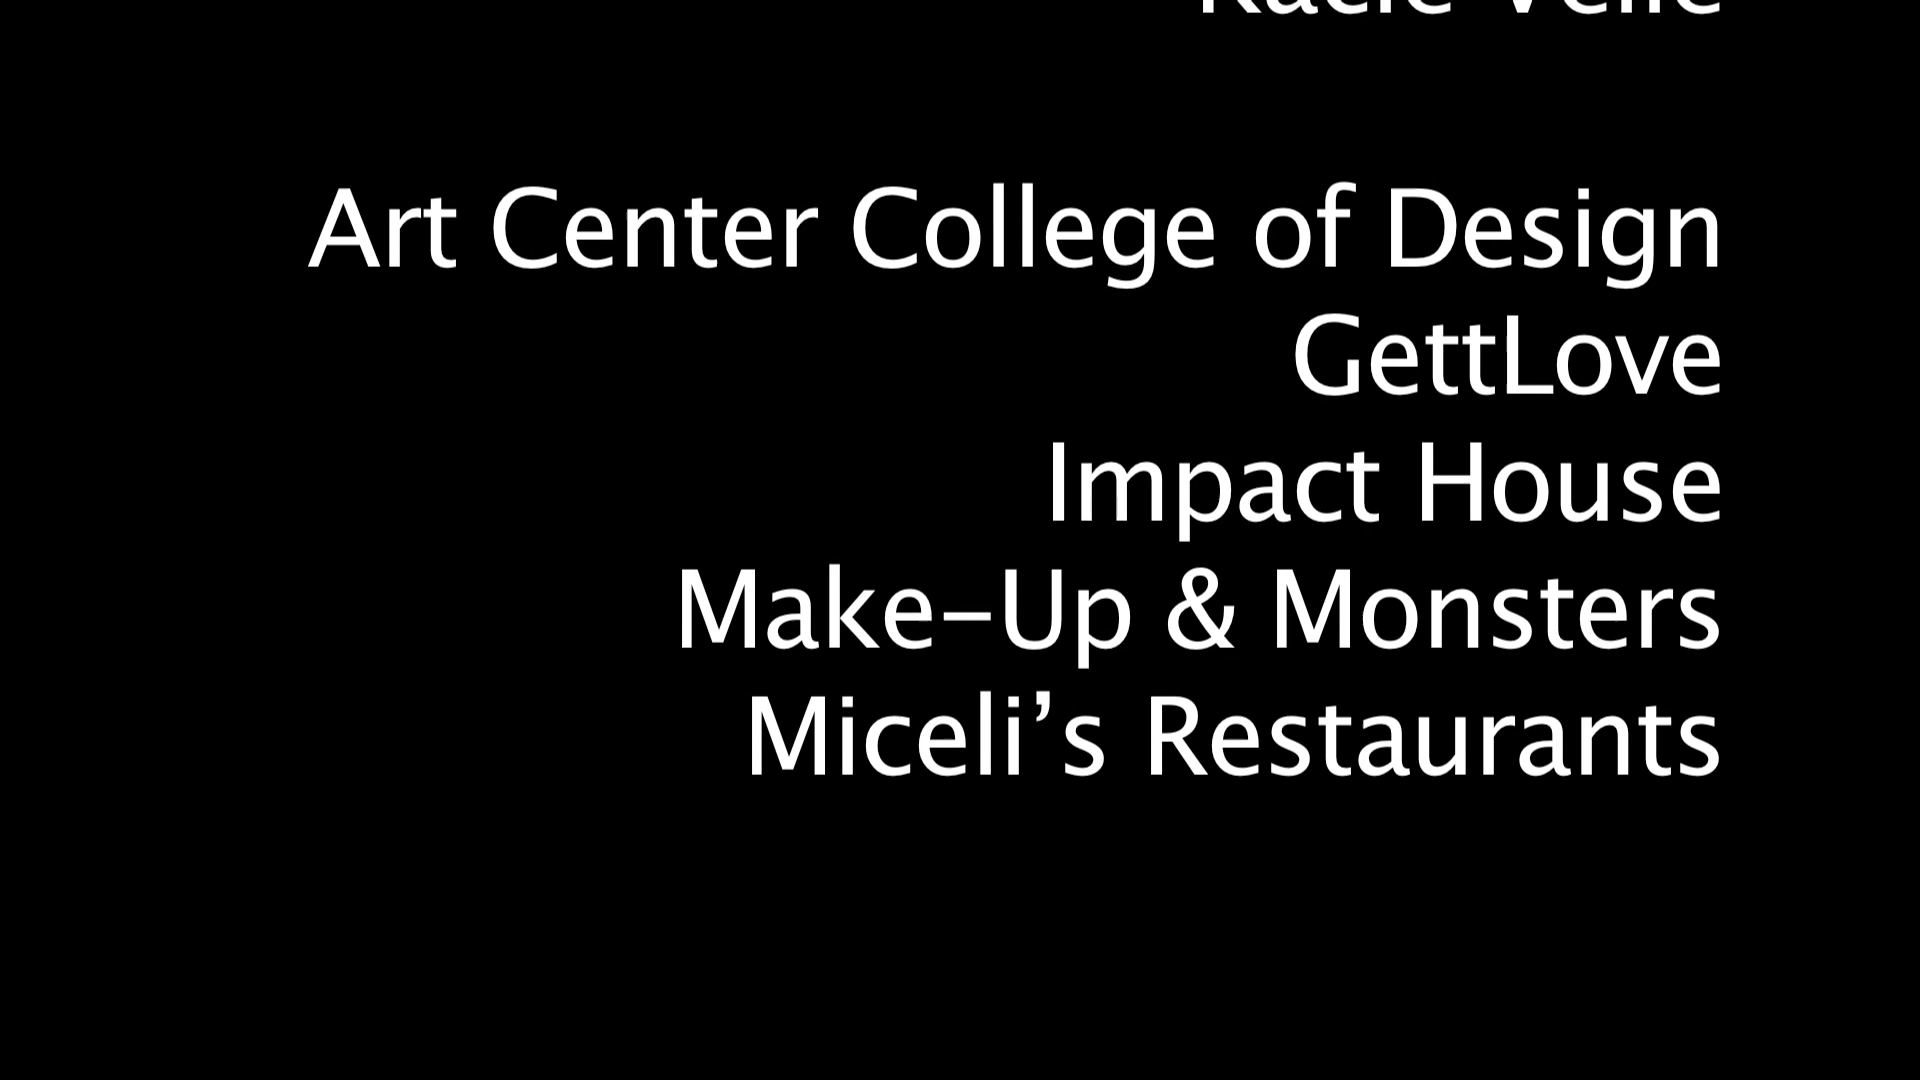 Art Center College of Design
GettLove
Impact House
Make-Up & Monsters
Miceli’s Restaurants